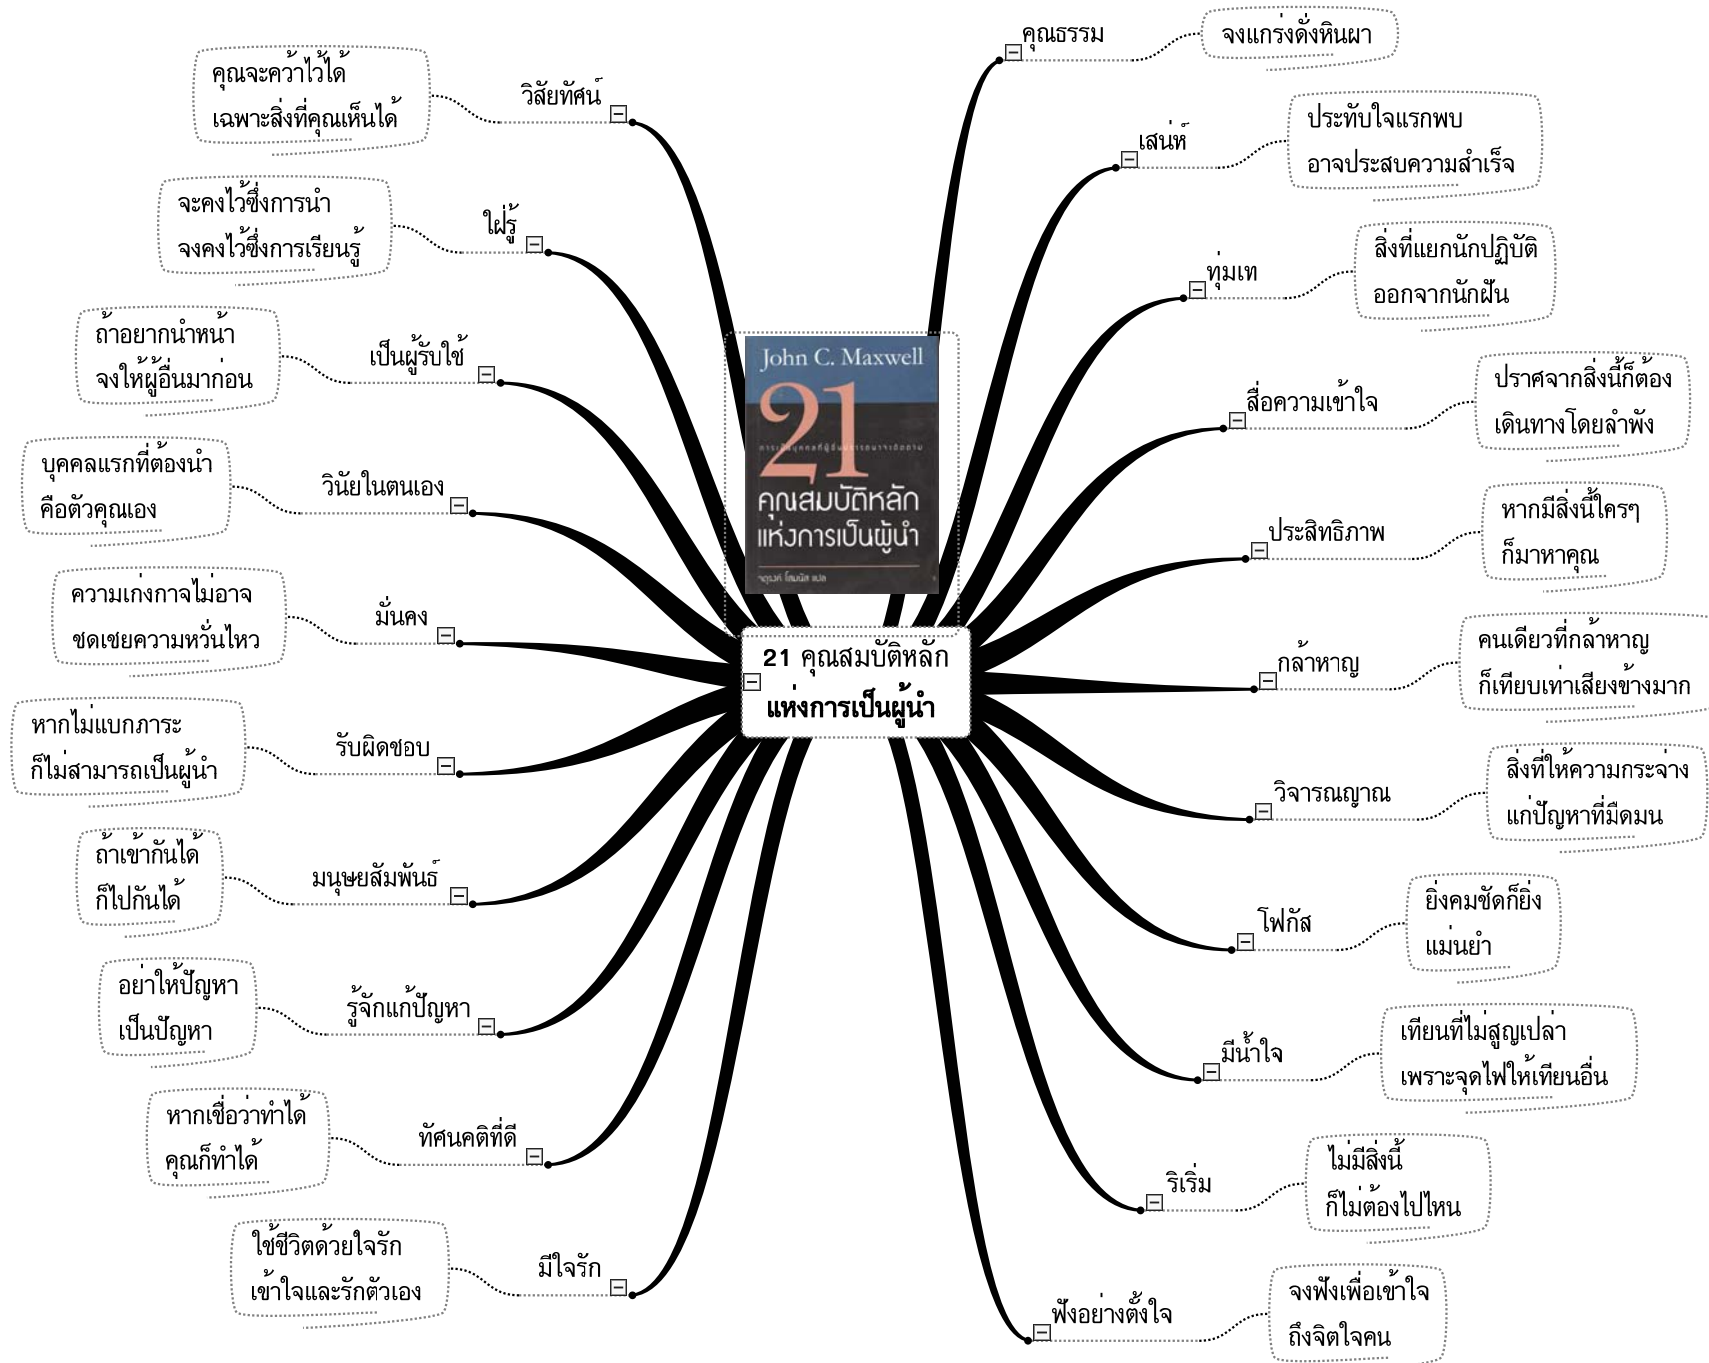 John C. Maxwell
21
คุณสมบัติหลัก
แห่งการเป็นผู้นำ
21 คุณสมบัติหลัก
แห่งการเป็นผู้นำ
คุณธรรม
จงแกร่งดั่งหินผา
เสน่ห์
ประทับใจแรกพบ
อาจประสบความสำเร็จ
ทุ่มเท
สิ่งที่แยกนักปฏิบัติ
ออกจากนักฝัน
สื่อความเข้าใจ
ปราศจากสิ่งนี้ก็ต้อง
เดินทางโดยลำพัง
ประสิทธิภาพ
หากมีสิ่งนี้ใครๆ
ก็มาหาคุณ
กล้าหาญ
คนเดียวที่กล้าหาญ
ก็เทียบเท่าเสียงข้างมาก
วิจารณญาณ
สิ่งที่ให้ความกระจ่าง
แก่ปัญหาที่มืดมน
โฟกัส
ยิ่งคมชัดก็ยิ่ง
แม่นยำ
มีน้ำใจ
เทียนที่ไม่สูญเปล่า
เพราะจุดไฟให้เทียนอื่น
ริเริ่ม
ไม่มีสิ่งนี้
ก็ไม่ต้องไปไหน
ฟังอย่างตั้งใจ
จงฟังเพื่อเข้าใจ
ถึงจิตใจคน
วิสัยทัศน์
คุณจะคว้าไว้ได้
เฉพาะสิ่งที่คุณเห็นได้
ใฝ่รู้
จะคงไว้ซึ่งการนำ
จงคงไว้ซึ่งการเรียนรู้
เป็นผู้รับใช้
ถ้าอยากนำหน้า
จงให้ผู้อื่นมาก่อน
วินัยในตนเอง
บุคคลแรกที่ต้องนำ
คือตัวคุณเอง
มั่นคง
ความเก่งกาจไม่อาจ
ชดเชยความหวั่นไหว
รับผิดชอบ
หากไม่แบกภาระ
ก็ไม่สามารถเป็นผู้นำ
มนุษยสัมพันธ์
ถ้าเข้ากันได้
ก็ไปกันได้
รู้จักแก้ปัญหา
อย่าให้ปัญหา
เป็นปัญหา
ทัศนคติที่ดี
หากเชื่อว่าทำได้
คุณก็ทำได้
มีใจรัก
ใช้ชีวิตด้วยใจรัก
เข้าใจและรักตัวเอง